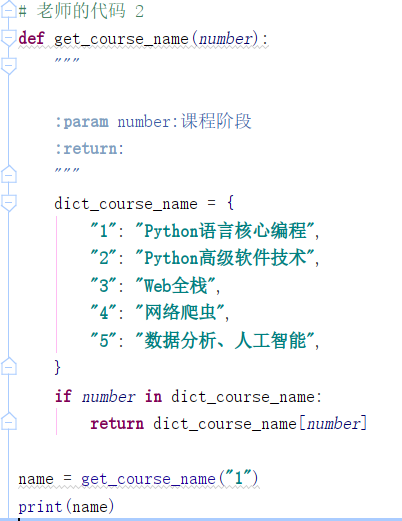 # 老师的代码 2
def get_course_name(number):
    """

    :param number:课程阶段
    :return:
    """
    dict_course_name = {
        "1": "Python语言核心编程",
        "2": "Python高级软件技术",
        "3": "Web全栈",
        "4": "网络爬虫",
        "5": "数据分析、人工智能",
    }
    if number in dict_course_name:
        return dict_course_name[number]

name = get_course_name("1")
print(name)